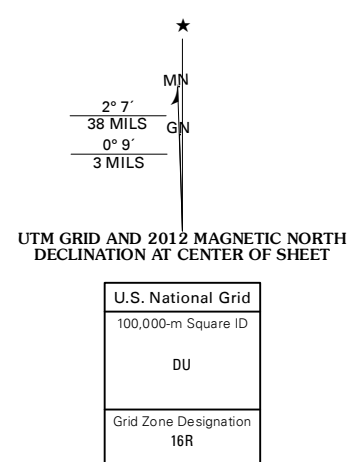 ★
MN
2° 7´
38 MILS
GN
0° 9´
3 MILS
UTM GRID AND 2012 MAGNETIC NORTH
DECLINATION AT CENTER OF SHEET
U.S. National Grid
100,000-m Square ID
DU
Grid Zone Designation
16R